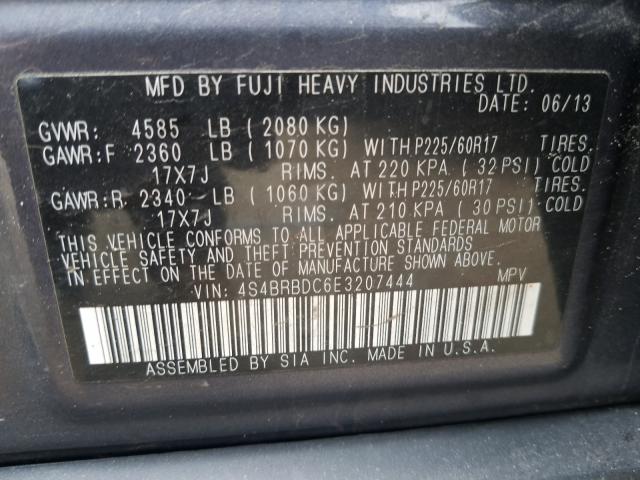 MFD BY FUJI HEAVY INDUSTRIES LTD.
DATE: 06/13
GVWR: 4585 LB ( 2080 KG)
GAWR:F 2360 LB ( 1070 KG) WITH P225/60R17 TIRES.
17X7J RIMS. AT 220 KPA ( 32 PSI) COLD
GAWR:R 2340 LB ( 1060 KG) WITH P225/60R17 TIRES.
17X7J RIMS. AT 210 KPA ( 30 PSI) COLD
THIS VEHICLE CONFORMS TO ALL APPLICABLE FEDERAL MOTOR
VEHICLE SAFETY AND THEFT PREVENTION STANDARDS
IN EFFECT ON THE DATE OF MANUFACTURE SHOWN ABOVE.
VIN: 4S4BRBDC6E3207444 MPV
ASSEMBLED BY SIA INC. MADE IN U.S.A.